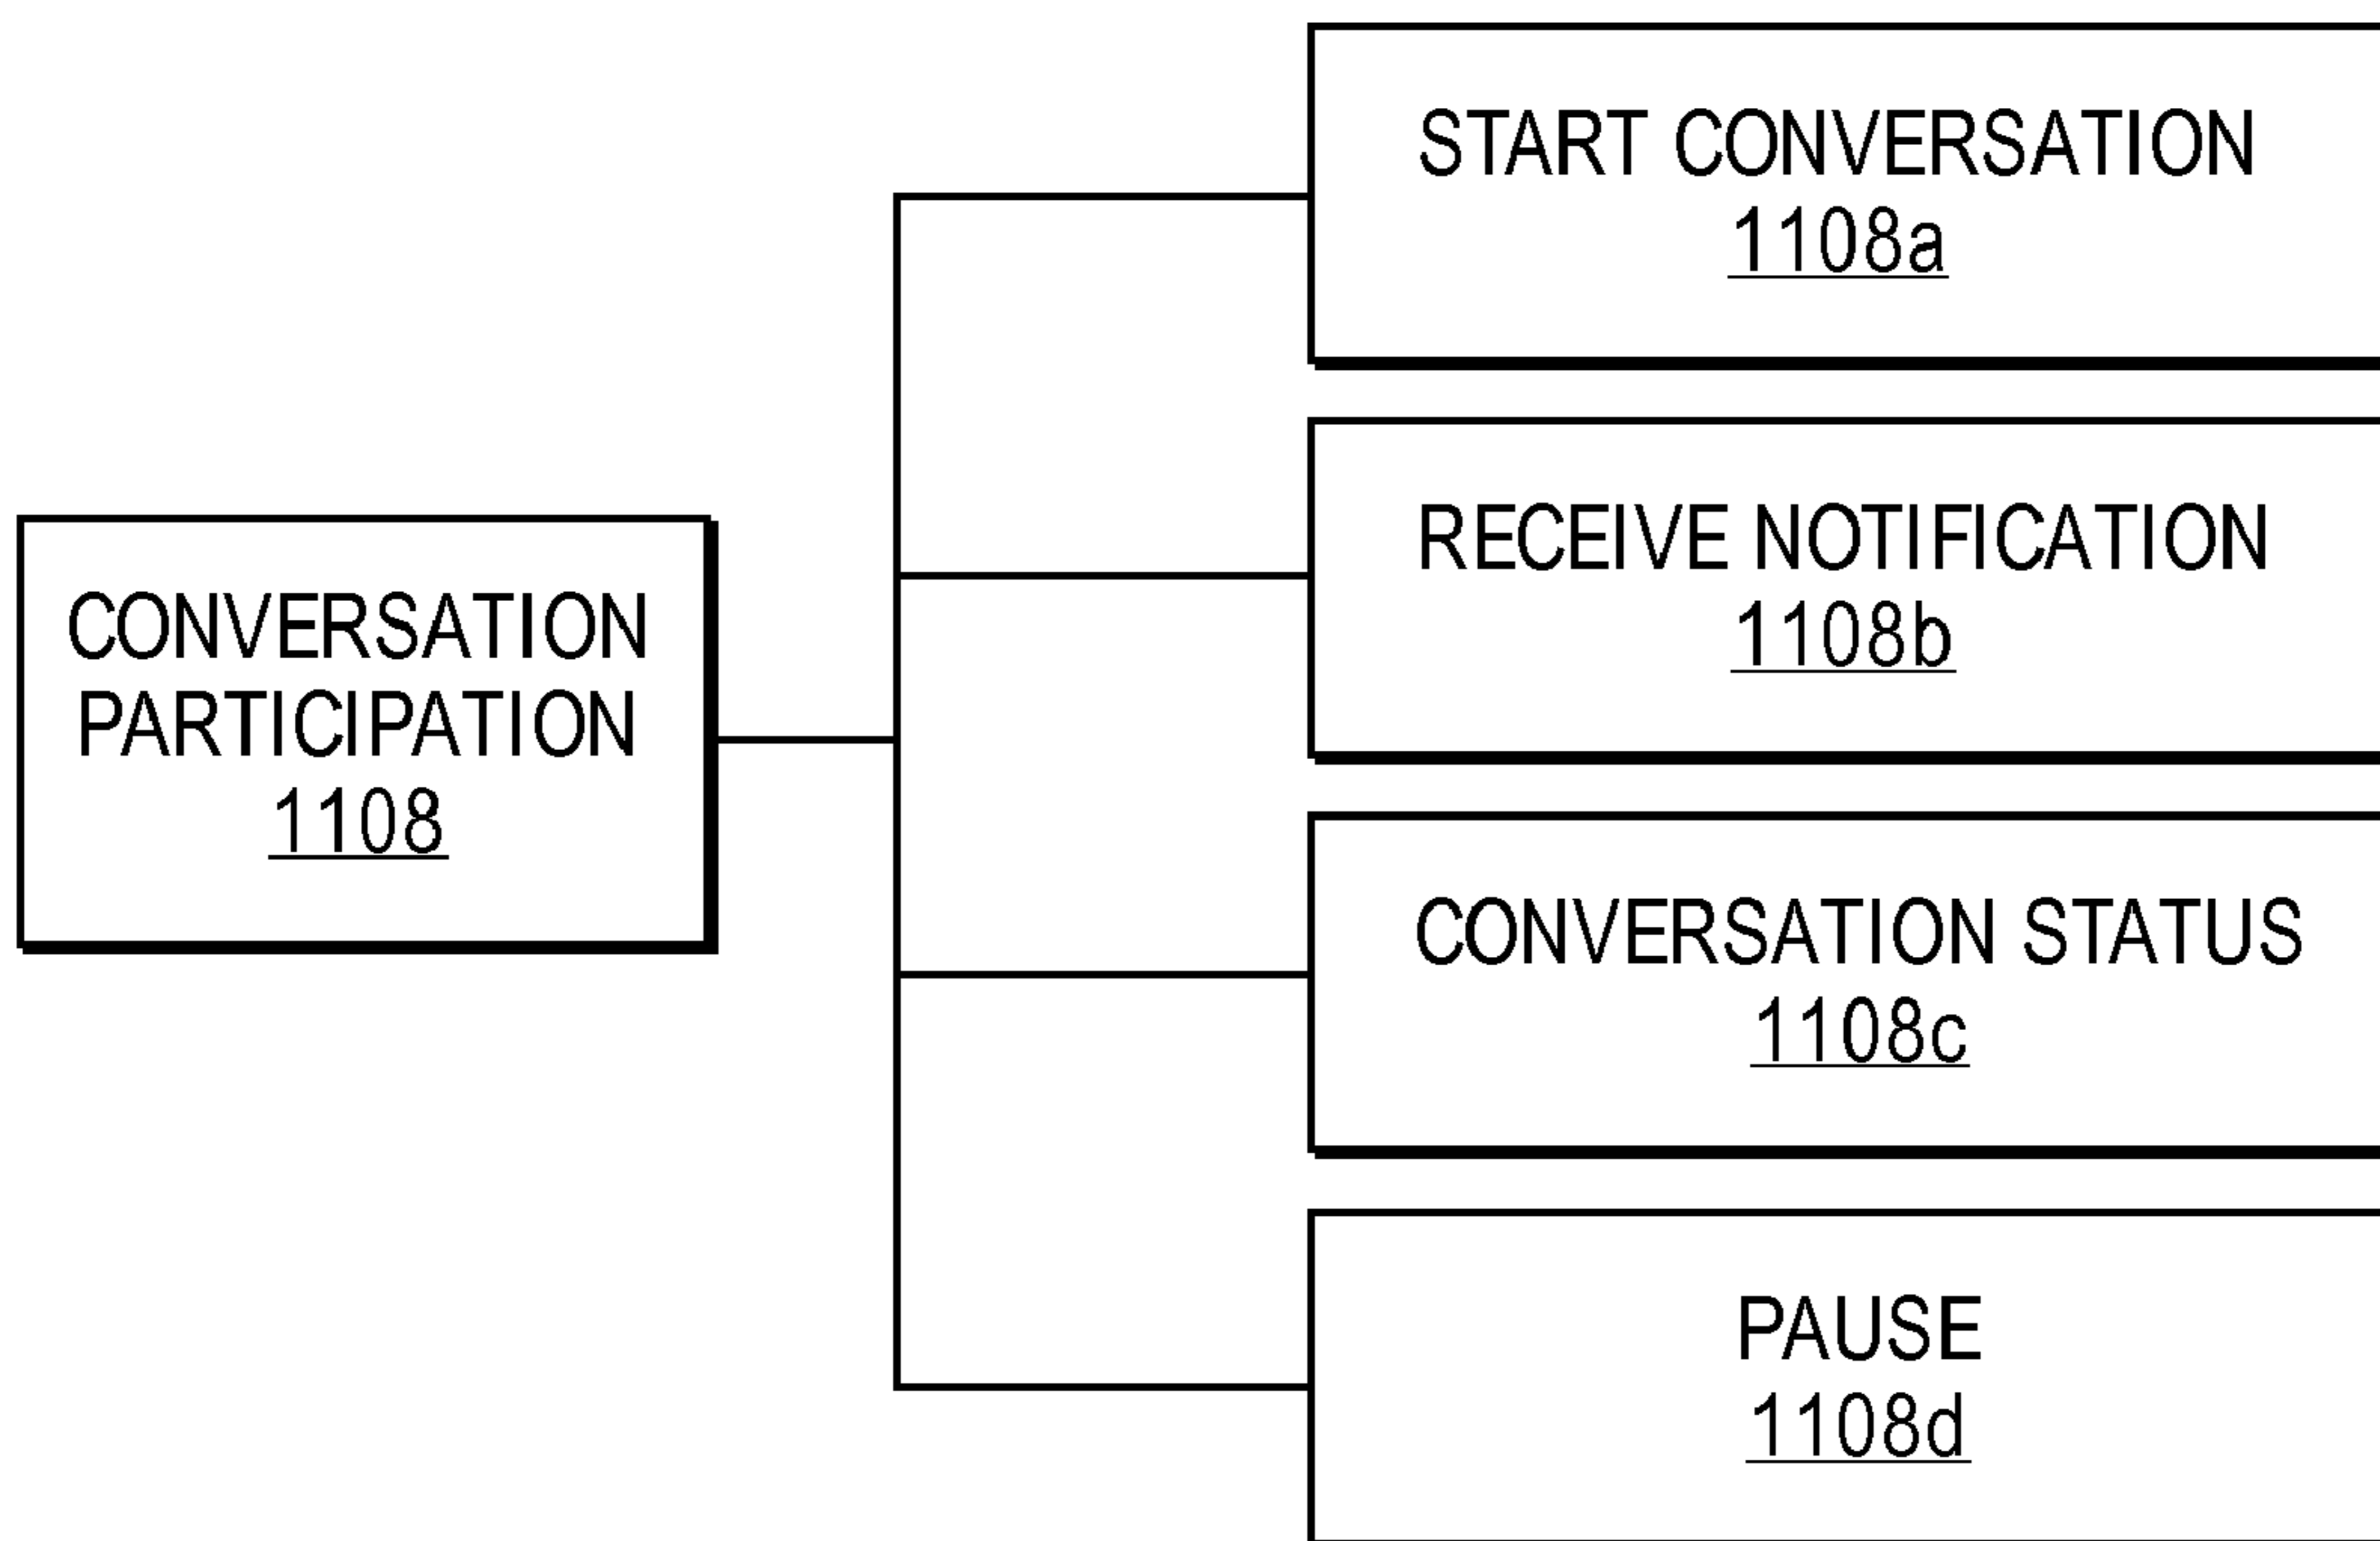 START CONVERSATION
1108a
RECEIVE NOTIFICATION
1108b
CONVERSATION
PARTICIPATION
1108
CONVERSATION STATUS
1108c
PAUSE
1108d